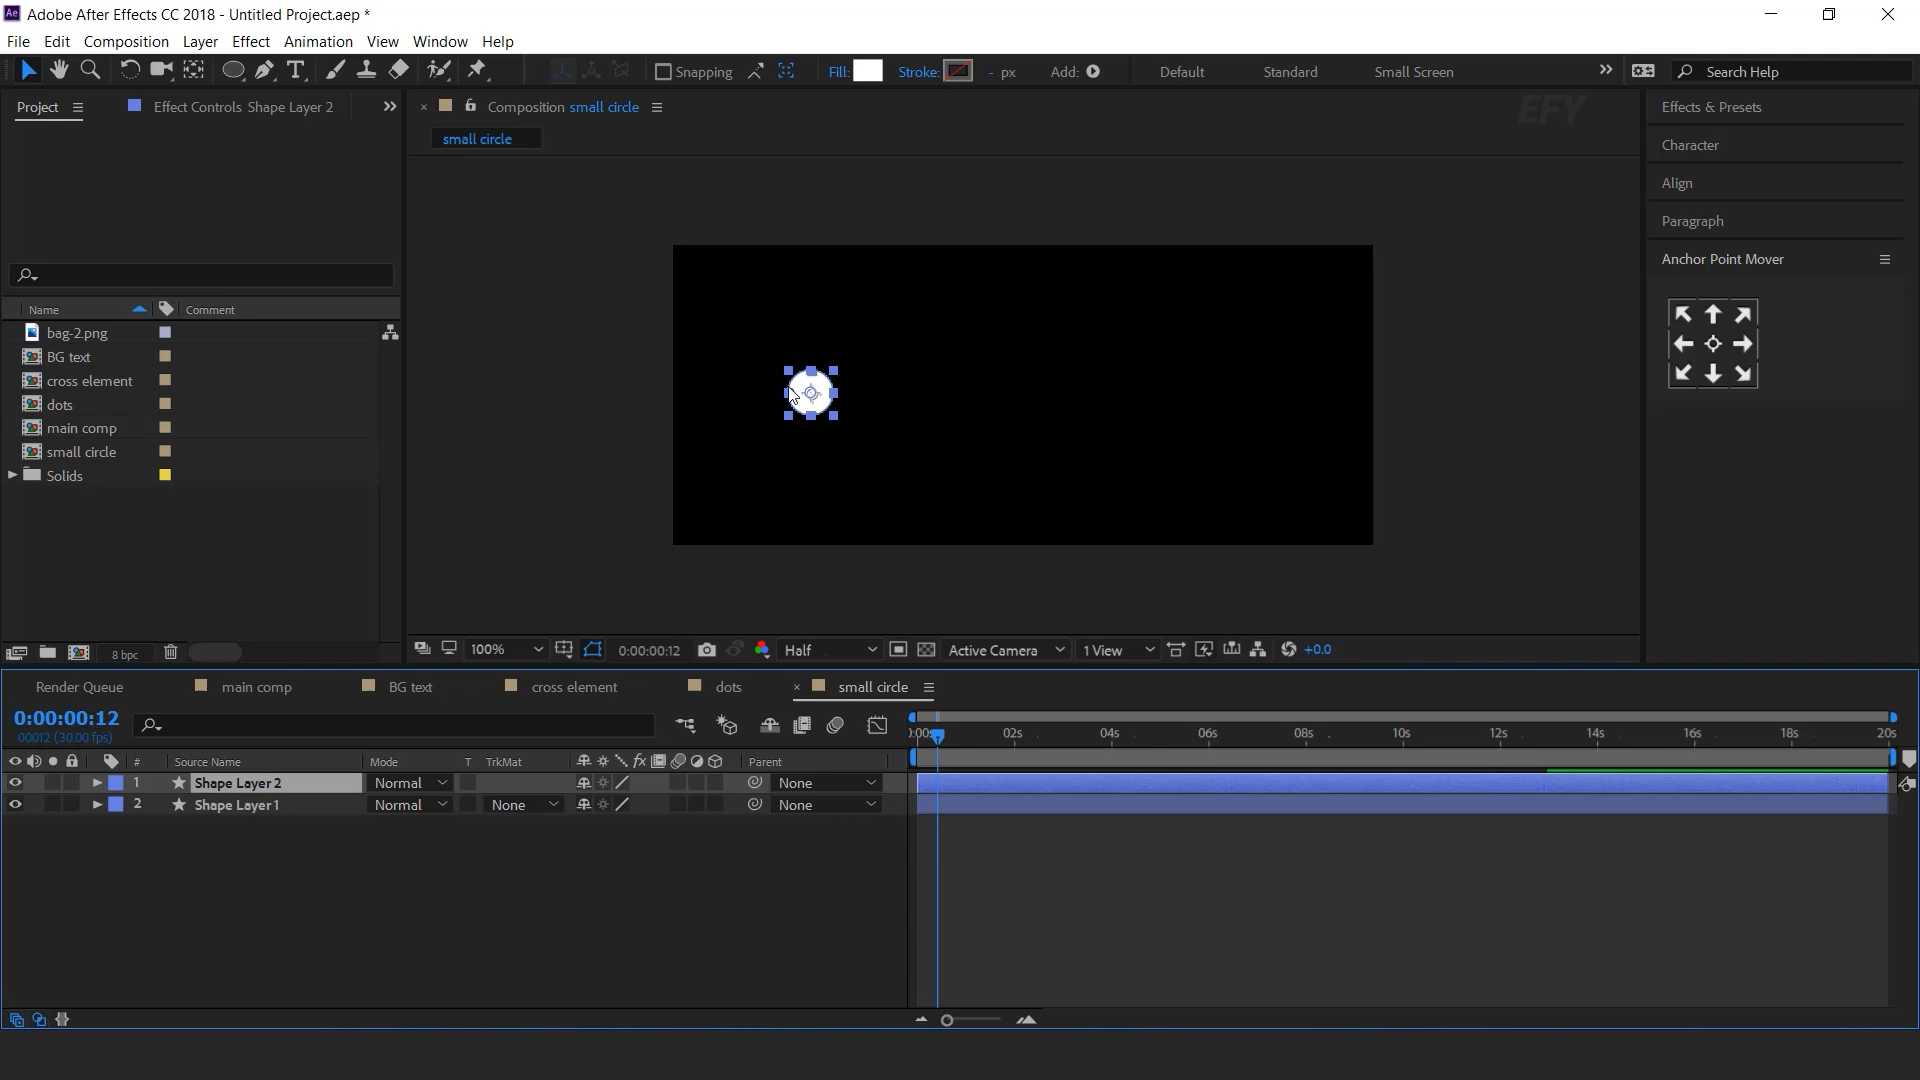 Ae Adobe After Effects CC 2018 - Untitled Project.aep *
File Edit Composition Layer Effect Animation View Window Help
Snapping Fill: Stroke: - px Add: Default Standard Small Screen Search Help
Project Effect Controls Shape Layer 2 Composition small circle EFY Effects & Presets
small circle
Character
Align
Paragraph
Anchor Point Mover
Name Comment
bag-2.png
BG text
cross element
dots
main comp
small circle
Solids
8 bpc 100% 0:00:00:12 Half Active Camera 1 View +0.0
Render Queue main comp BG text cross element dots × small circle
0:00:00:12
00012 (30.00 fps)
):00s 02s 04s 06s 08s 10s 12s 14s 16s 18s 20s
# Source Name Mode T TrkMat fx Parent
1 Shape Layer 2 Normal None
2 Shape Layer 1 Normal None None